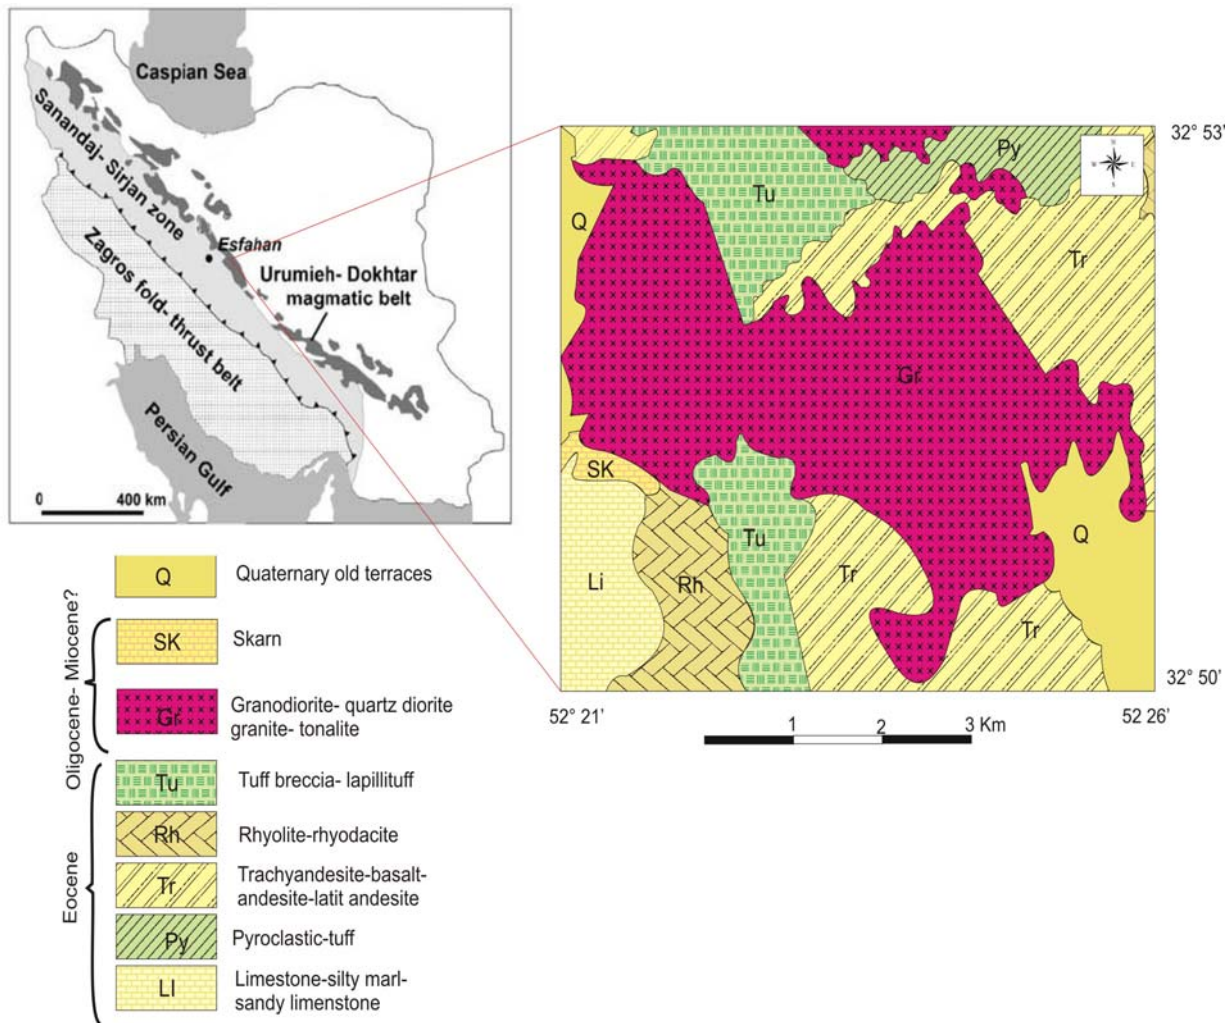 Caspian Sea
Sanandaj- Sirjan zone
Esfahan
Zagros fold- thrust belt
Urumieh- Dokhtar
magmatic belt
Persian Gulf
0 400 km
32° 53'
Py
Q
Tu
Tr
Gr
SK
Q
Tu
Li
Rh
Tr
Tr
32° 50'
52° 21'
52 26'
1 2 3 Km
Q Quaternary old terraces
Oligocene- Miocene?
SK Skarn
Gr Granodiorite- quartz diorite
granite- tonalite
Eocene
Tu Tuff breccia- lapillituff
Rh Rhyolite-rhyodacite
Tr Trachyandesite-basalt-
andesite-latit andesite
Py Pyroclastic-tuff
LI Limestone-silty marl-
sandy limenstone